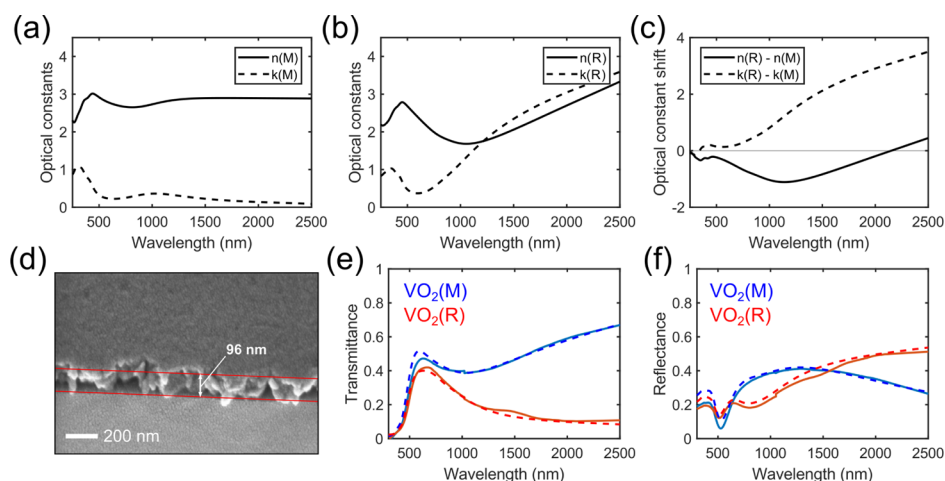 (a)
4
3
2
1
0
Optical constants
n(M)
k(M)
500
1000
1500
2000
2500
Wavelength (nm)
(b)
4
3
2
1
0
Optical constants
n(R)
k(R)
500
1000
1500
2000
2500
Wavelength (nm)
(c)
4
2
0
-2
Optical constant shift
n(R) - n(M)
k(R) - k(M)
500
1000
1500
2000
2500
Wavelength (nm)
(d)
96 nm
200 nm
(e)
1
0.8
0.6
0.4
0.2
0
Transmittance
VO₂(M)
VO₂(R)
500
1000
1500
2000
2500
Wavelength (nm)
(f)
1
0.8
0.6
0.4
0.2
0
Reflectance
VO₂(M)
VO₂(R)
500
1000
1500
2000
2500
Wavelength (nm)